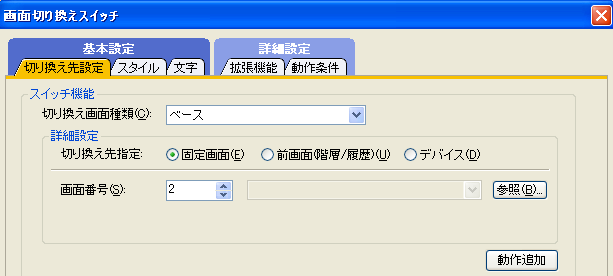 画面切り換えスイッチ
基本設定 詳細設定
切り換え先設定 スタイル 文字 拡張機能 動作条件
スイッチ機能
切り換え画面種類(C): ベース
詳細設定
切り換え先指定: 固定画面(E) 前画面(階層/履歴)(U) デバイス(D)
画面番号(S): 2 参照(B)...
動作追加